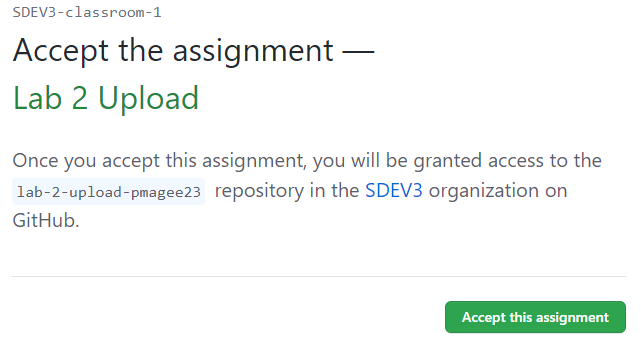 SDEV3-classroom-1
Accept the assignment —
Lab 2 Upload
Once you accept this assignment, you will be granted access to the
lab-2-upload-pmagee23 repository in the SDEV3 organization on
GitHub.
Accept this assignment